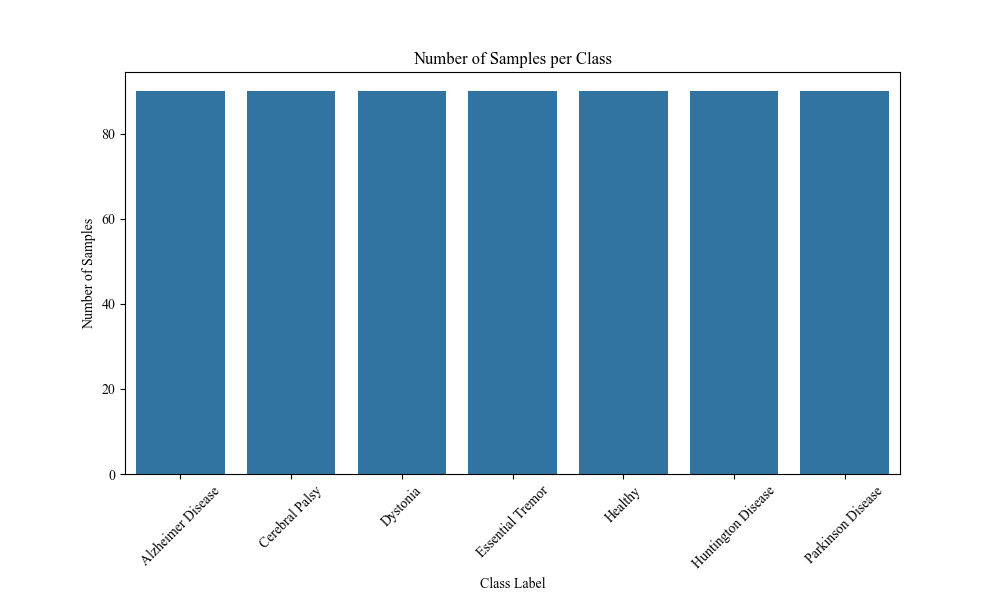 Number of Samples per Class
Number of Samples
80
60
40
20
0
Alzheimer Disease
Cerebral Palsy
Dystonia
Essential Tremor
Healthy
Huntington Disease
Parkinson Disease
Class Label